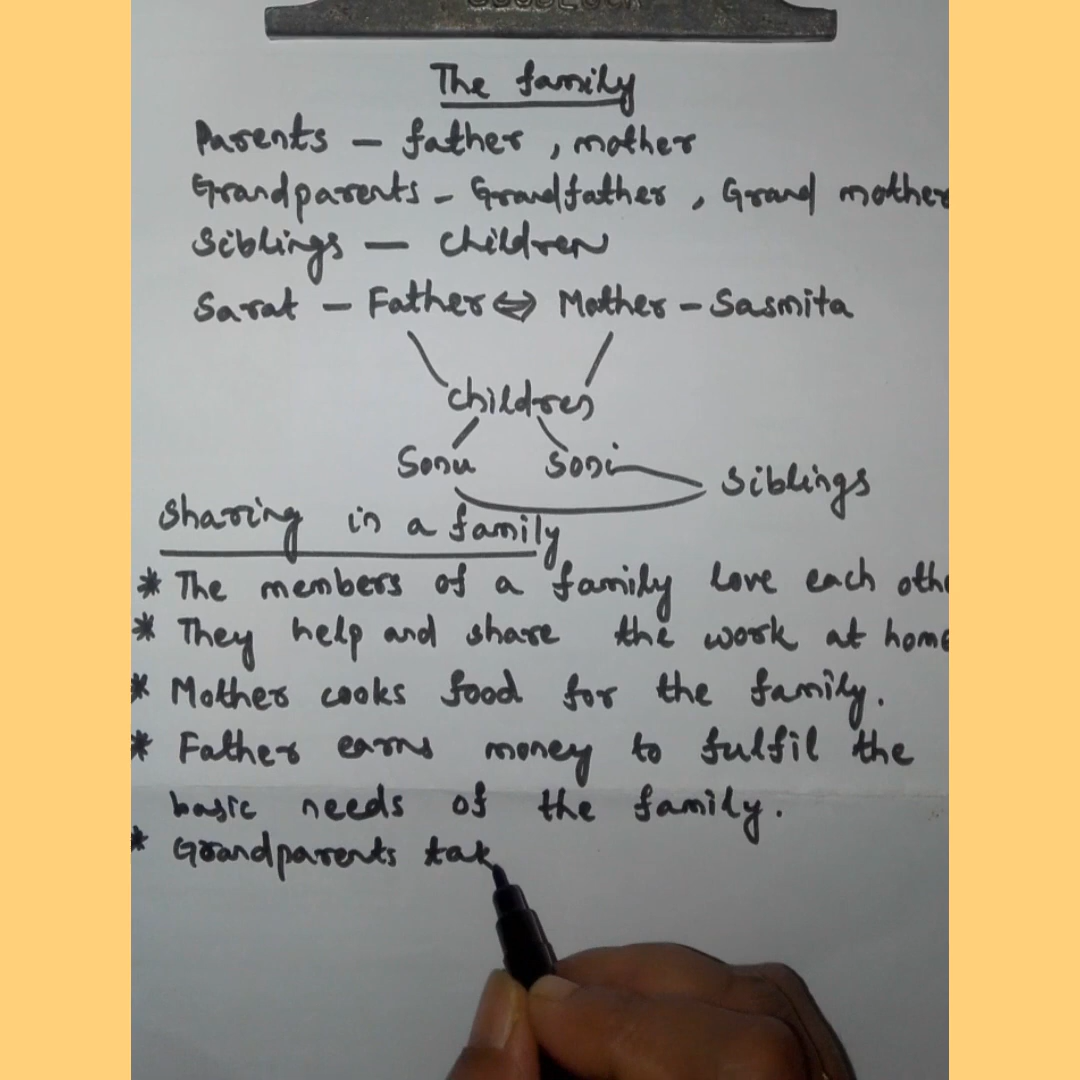 The family
Parents - father, mother
Grandparents - Grandfather, Grand mother
Siblings - children
Sarat - Father ⇔ Mother - Sasmita
children
Sonu Soni Siblings
Sharing in a family
* The members of a family love each othe
* They help and share the work at home
* Mother cooks food for the family.
* Father earns money to fulfil the
basic needs of the family.
* Grandparents tak